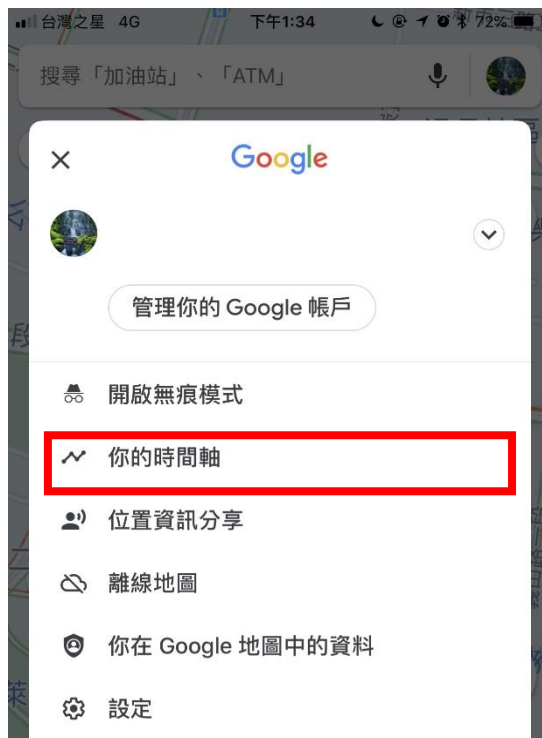 台灣之星 4G 下午1:34 72%
搜尋「加油站」、「ATM」
Google
管理你的 Google 帳戶
開啟無痕模式
你的時間軸
位置資訊分享
離線地圖
你在 Google 地圖中的資料
設定